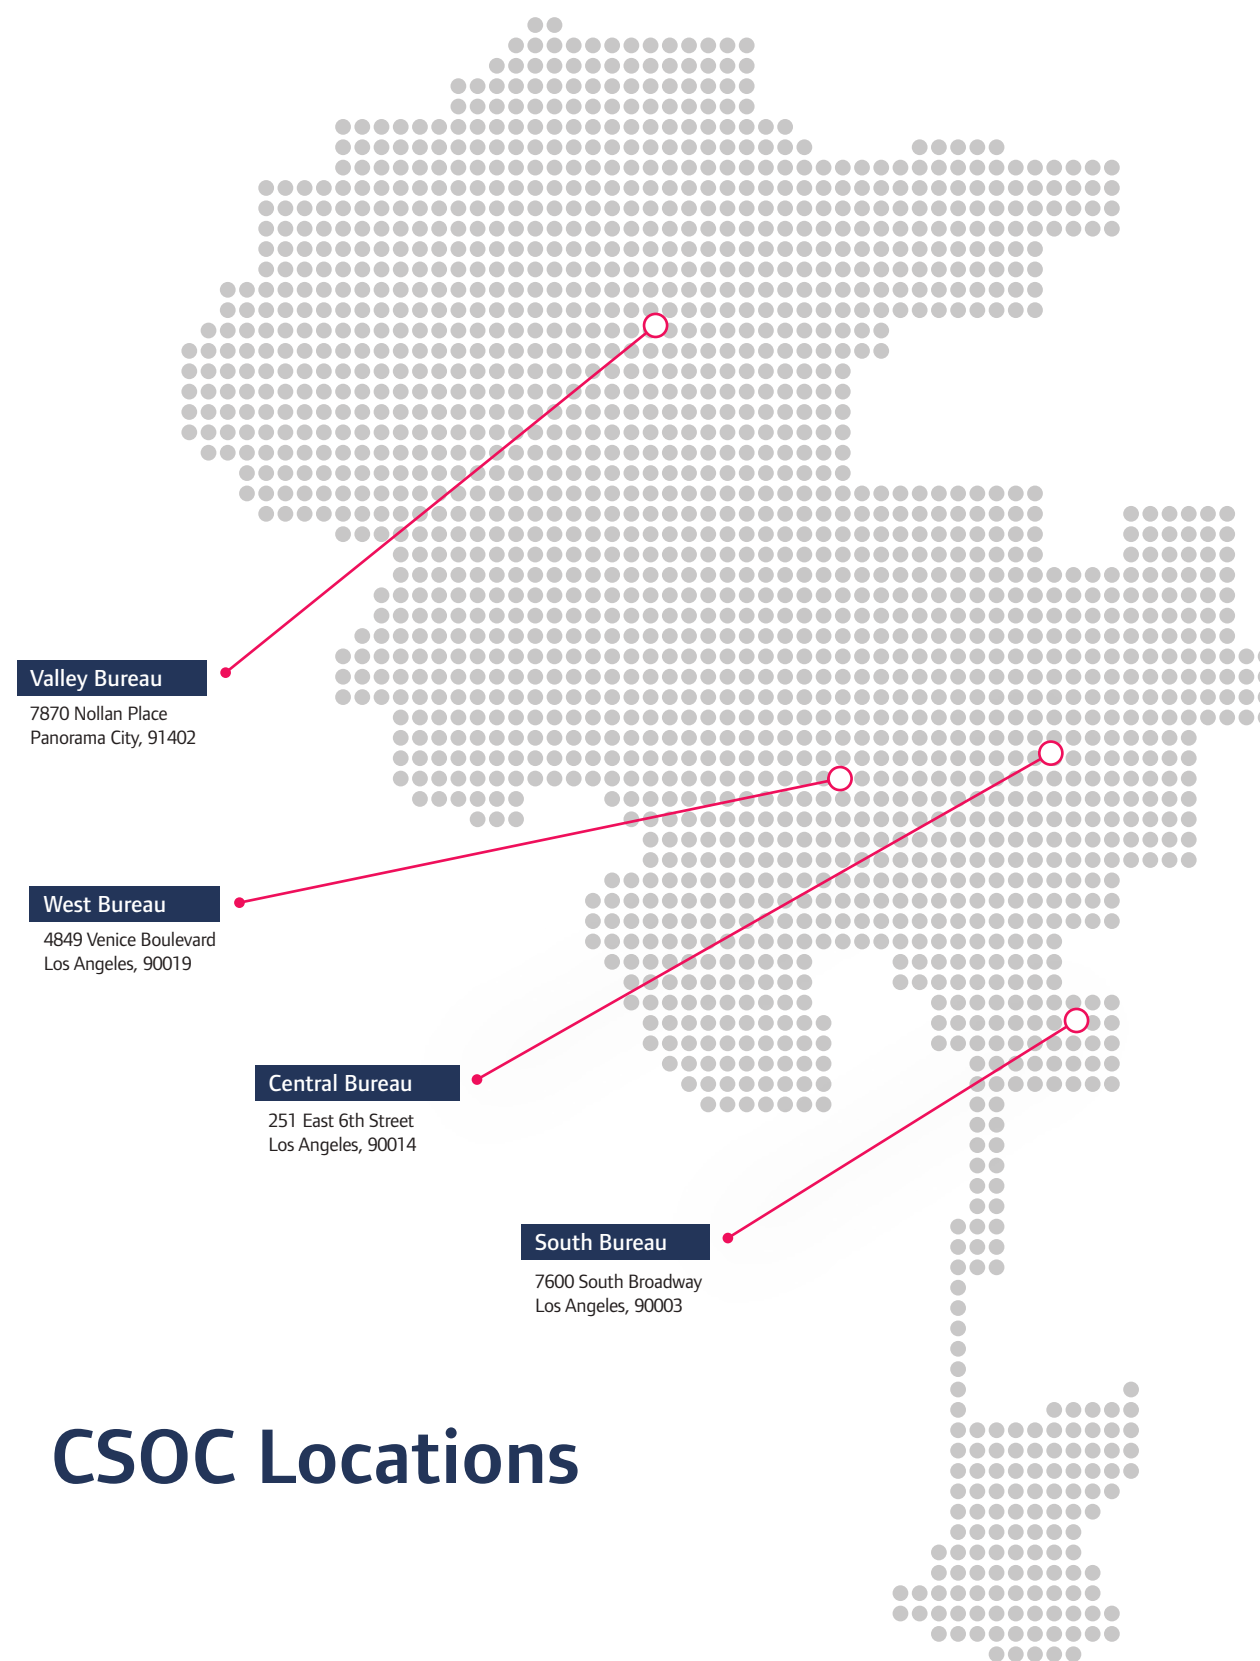 Valley Bureau
7870 Nollan Place
Panorama City, 91402
West Bureau
4849 Venice Boulevard
Los Angeles, 90019
Central Bureau
251 East 6th Street
Los Angeles, 90014
South Bureau
7600 South Broadway
Los Angeles, 90003
CSOC Locations